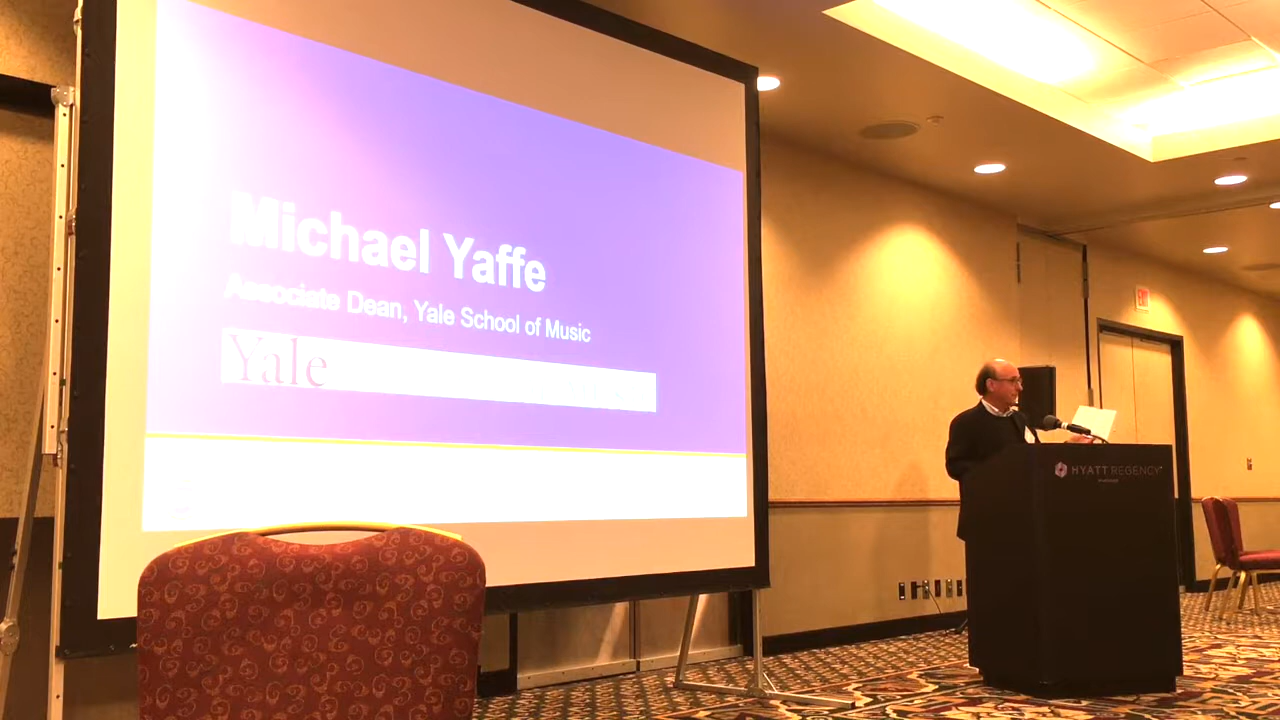 Michael Yaffe
Associate Dean, Yale School of Music
Yale
HYATT REGENCY